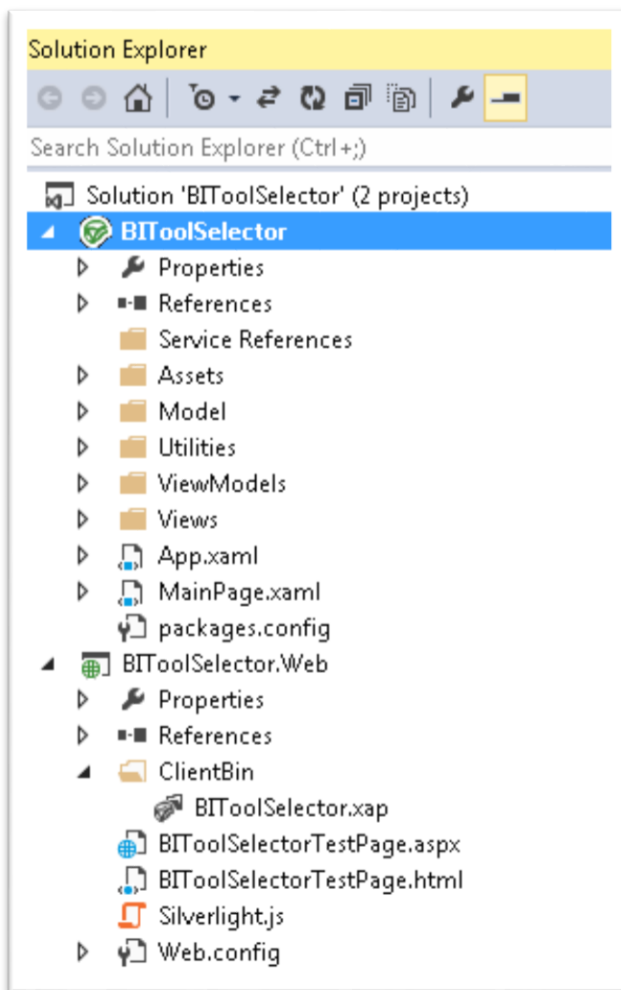 Solution Explorer
Search Solution Explorer (Ctrl+;)
Solution 'BIToolSelector' (2 projects)
BIToolSelector
Properties
References
Service References
Assets
Model
Utilities
ViewModels
Views
App.xaml
MainPage.xaml
packages.config
BIToolSelector.Web
Properties
References
ClientBin
BIToolSelector.xap
BIToolSelectorTestPage.aspx
BIToolSelectorTestPage.html
Silverlight.js
Web.config